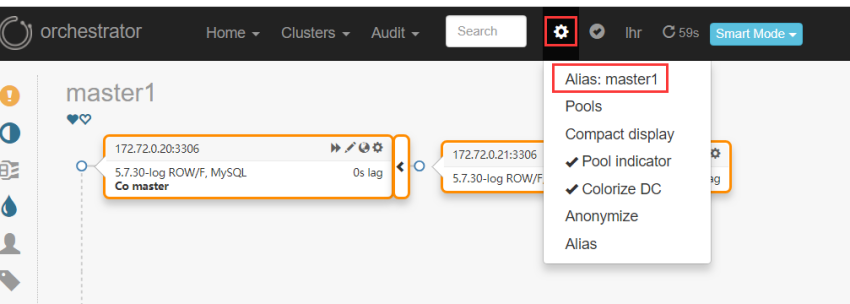 orchestrator Home Clusters Audit Search lhr 59s Smart Mode
master1
Alias: master1
Pools
Compact display
Pool indicator
Colorize DC
Anonymize
Alias
172.72.0.20:3306
5.7.30-log ROW/F, MySQL 0s lag
Co master
172.72.0.21:3306
5.7.30-log ROW/F, ag